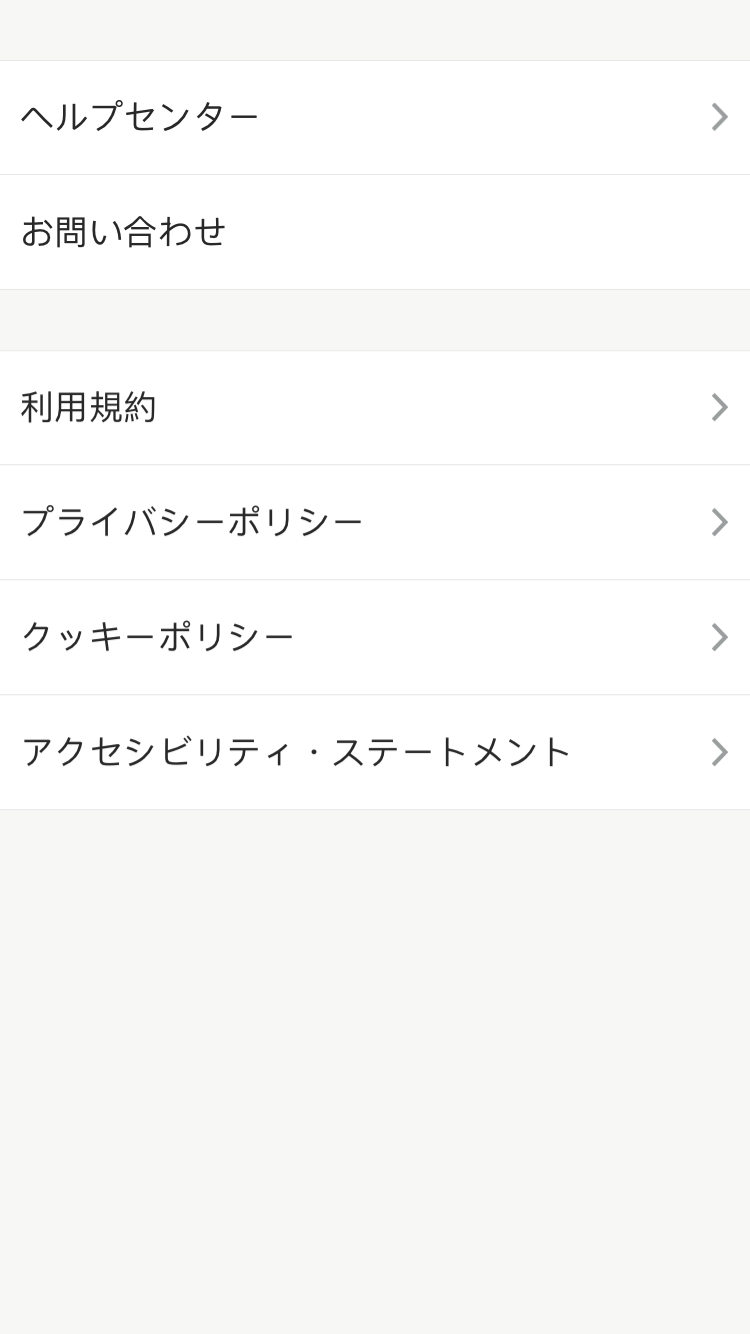 ヘルプセンター
お問い合わせ
利用規約
プライバシーポリシー
クッキーポリシー
アクセシビリティ・ステートメント